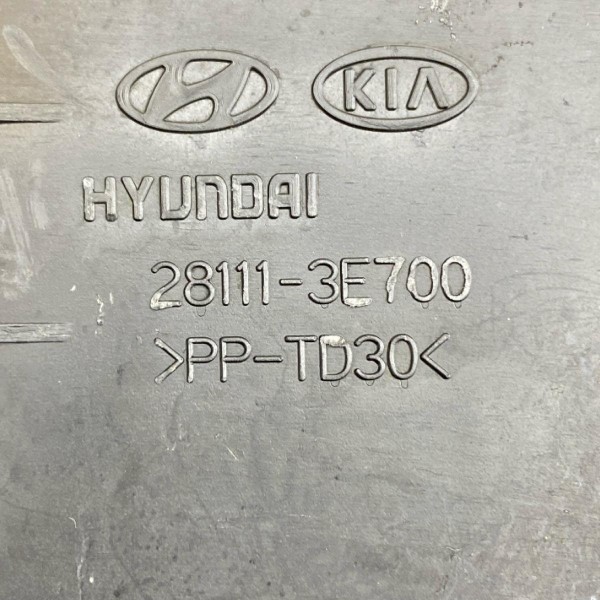 KIA
HYUNDAI
28111-3E700
>PP-TD30<